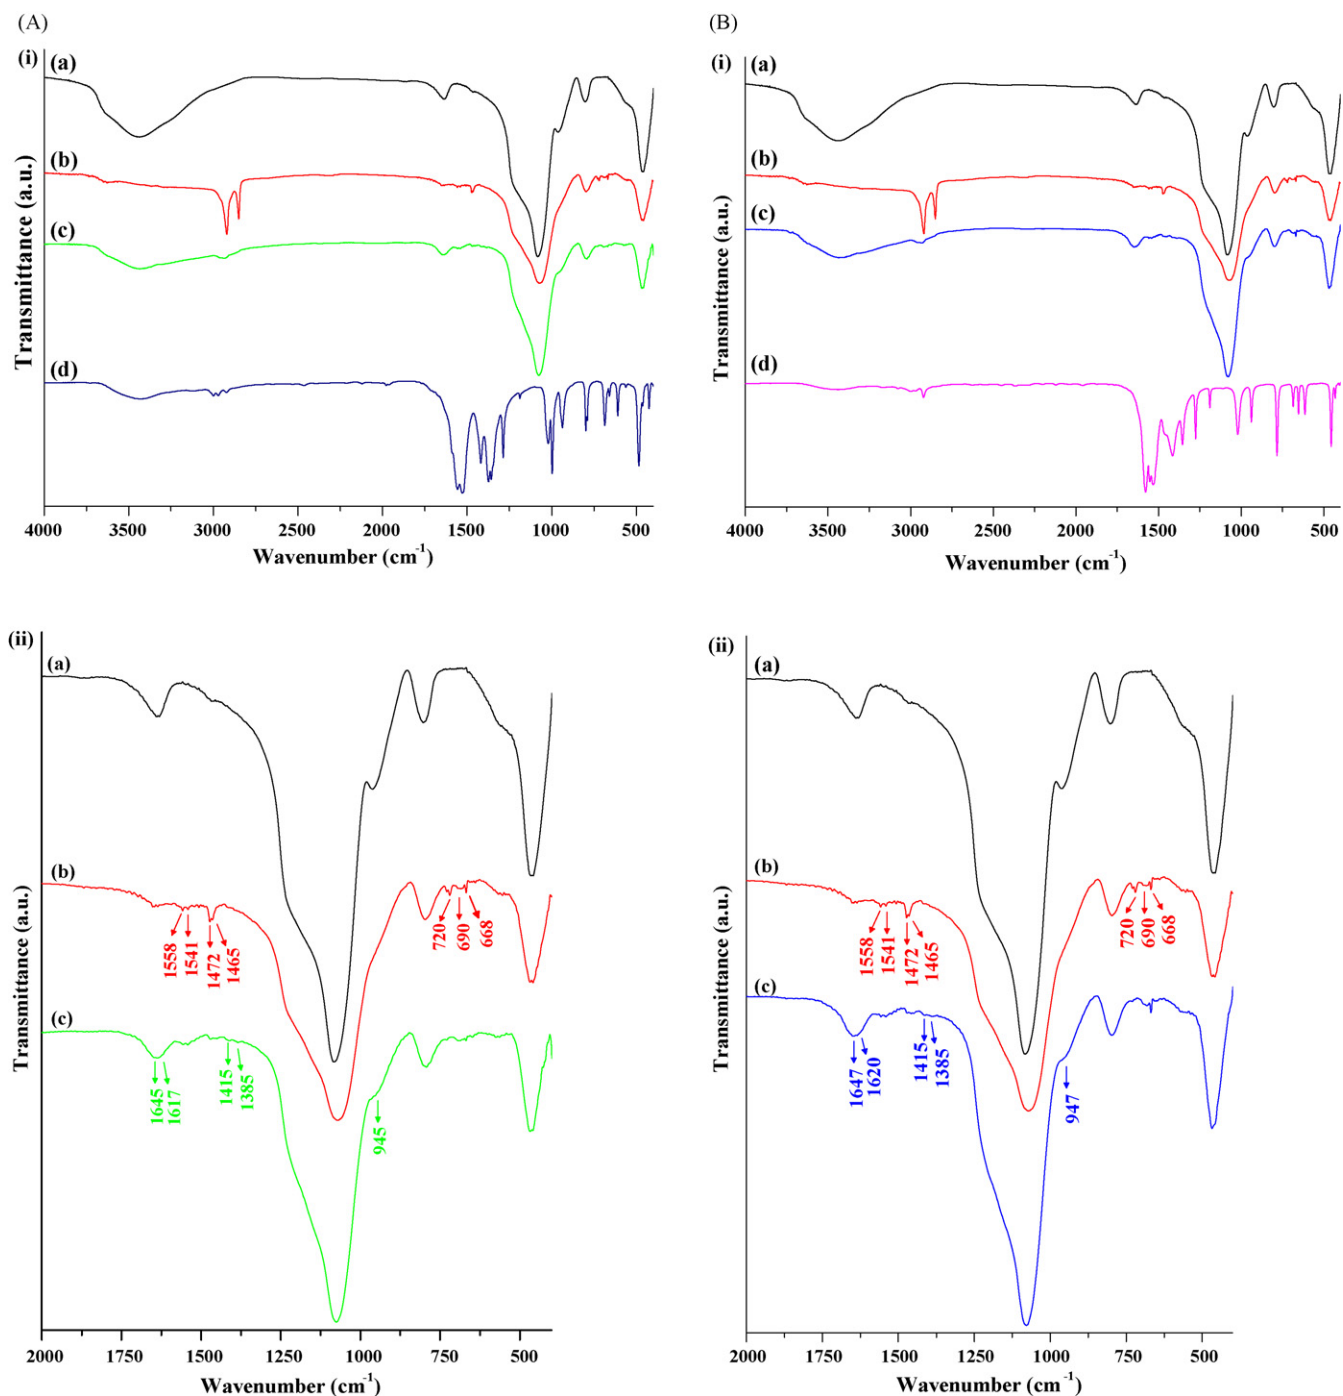 (A)
(i)
(a)
(b)
(c)
(d)
Transmittance (a.u.)
4000 3500 3000 2500 2000 1500 1000 500
Wavenumber (cm⁻¹)
(B)
(i)
(a)
(b)
(c)
(d)
Transmittance (a.u.)
4000 3500 3000 2500 2000 1500 1000 500
Wavenumber (cm⁻¹)
(ii)
(a)
(b)
1558 1541 1472 1465 720 690 668
(c)
1645 1617 1415 1385 945
Transmittance (a.u.)
2000 1750 1500 1250 1000 750 500
Wavenumber (cm⁻¹)
(ii)
(a)
(b)
1558 1541 1472 1465 720 690 668
(c)
1647 1620 1415 1385 947
Transmittance (a.u.)
2000 1750 1500 1250 1000 750 500
Wavenumber (cm⁻¹)